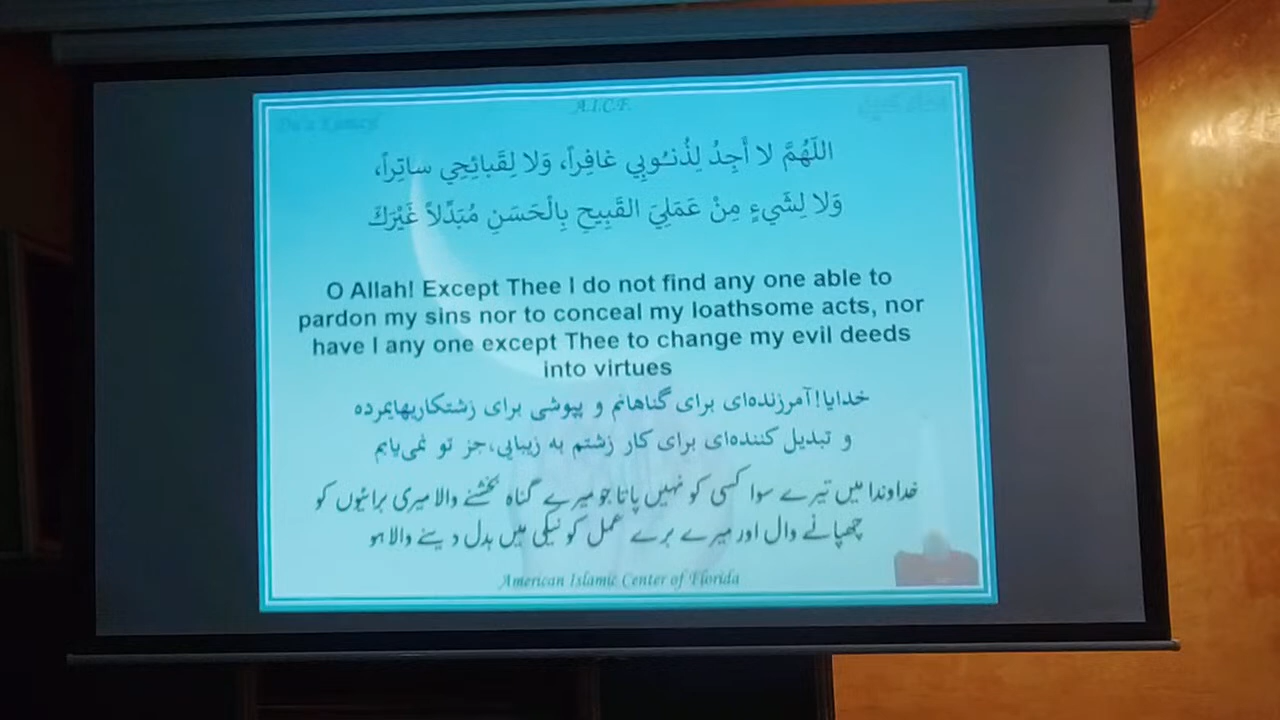 A.I.C.E.
Du'a Kumayl
اللّهُمَّ لا أَجِدُ لِذُنُوبِي غافِراً، وَلا لِقَبائِحِي ساتِراً،
وَلا لِشَيءٍ مِنْ عَمَلِيَ القَبِيحِ بِالْحَسَنِ مُبَدِّلاً غَيْرَكَ
O Allah! Except Thee I do not find any one able to
pardon my sins nor to conceal my loathsome acts, nor
have I any one except Thee to change my evil deeds
into virtues
خدایا! آمرزنده‌ای برای گناهانم و پپوشی برای زشتکاریهایمرده
و تبدیل کننده‌ای برای کار زشتم به زیبایی،جز تو نمی‌یابم
خداوندا میں تیرے سوا کسی کو نہیں پاتا جو میرے گناہ بخشنے والا میری برائیوں کو
چھپانے وال اور میرے برے عمل کو نیکی میں بدل دینے والا ہو
American Islamic Center of Florida